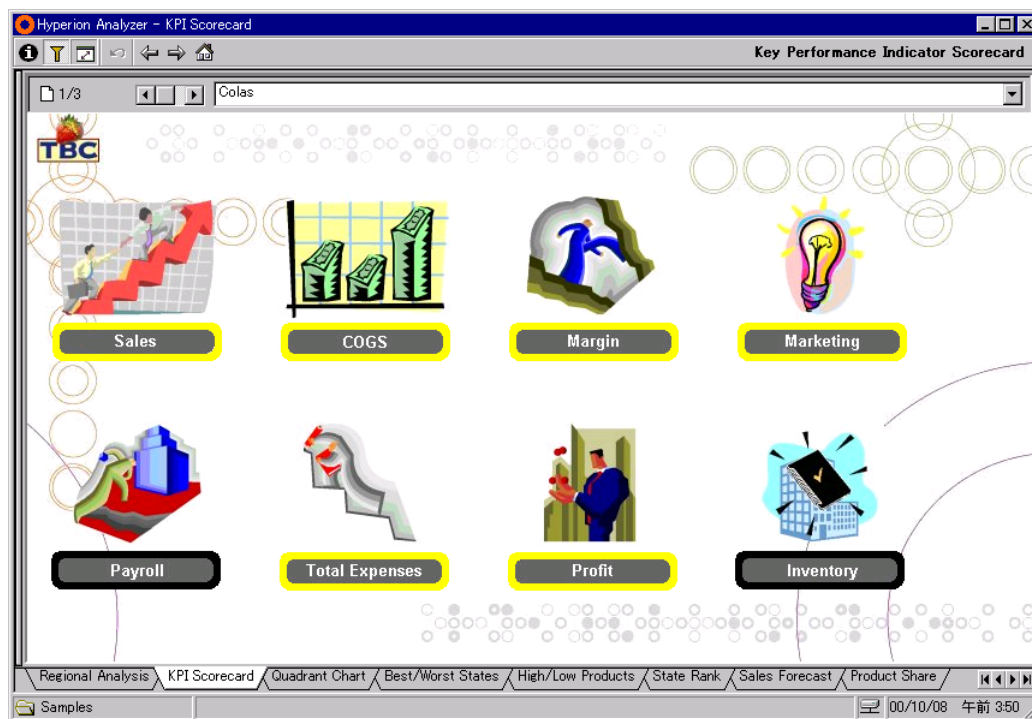 Hyperion Analyzer - KPI Scorecard
Key Performance Indicator Scorecard
1/3 Colas
TBC
Sales COGS Margin Marketing
Payroll Total Expenses Profit Inventory
Regional Analysis KPI Scorecard Quadrant Chart Best/Worst States High/Low Products State Rank Sales Forecast Product Share
Samples 00/10/08 午前 3:50